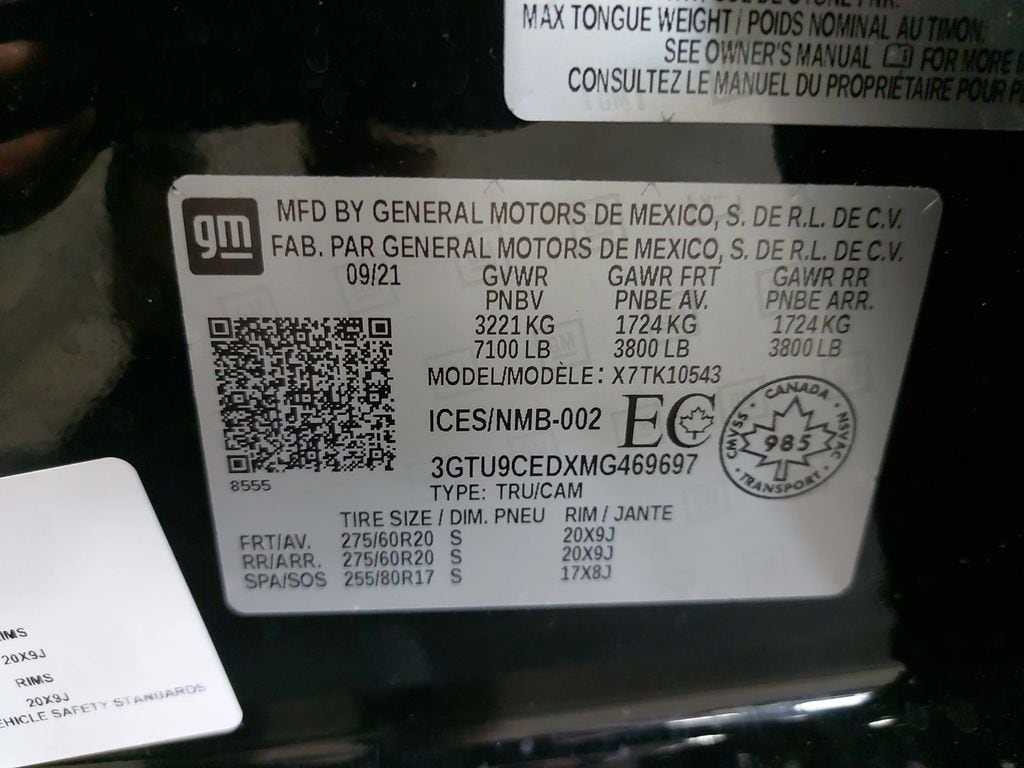 MAX TONGUE WEIGHT / POIDS NOMINAL AU TIMON:
SEE OWNER'S MANUAL FOR MORE
CONSULTEZ LE MANUEL DU PROPRIÉTAIRE POUR
gm
MFD BY GENERAL MOTORS DE MEXICO, S. DE R.L. DE C.V.
FAB. PAR GENERAL MOTORS DE MEXICO, S. DE R.L. DE C.V.
09/21 GVWR GAWR FRT GAWR RR
PNBV PNBE AV. PNBE ARR.
3221 KG 1724 KG 1724 KG
7100 LB 3800 LB 3800 LB
MODEL/MODÈLE: X7TK10543
ICES/NMB-002 EC
CANADA
CMVSS 985 NSVAC
TRANSPORT
3GTU9CEDXMG469697
8555
TYPE: TRU/CAM
TIRE SIZE / DIM. PNEU RIM / JANTE
FRT/AV. 275/60R20 S 20X9J
RR/ARR. 275/60R20 S 20X9J
SPA/SOS 255/80R17 S 17X8J
RIMS
20X9J
RIMS
20X9J
VEHICLE SAFETY STANDARDS